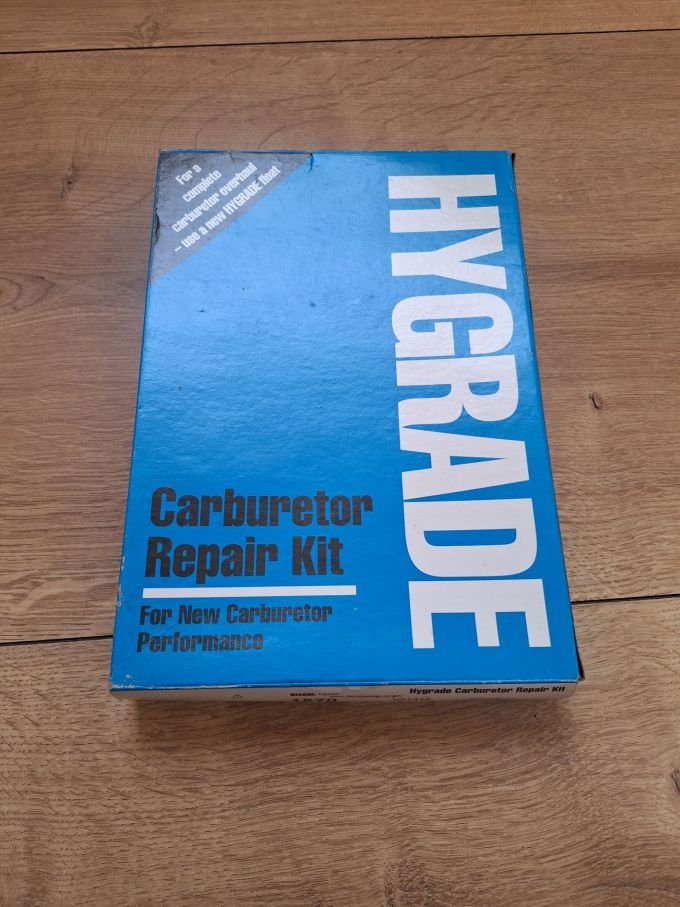 For a
complete
carburetor overhaul
– use a new HYGRADE float
HYGRADE
Carburetor
Repair Kit
For New Carburetor
Performance
WARNING:
Hygrade Carburetor Repair Kit